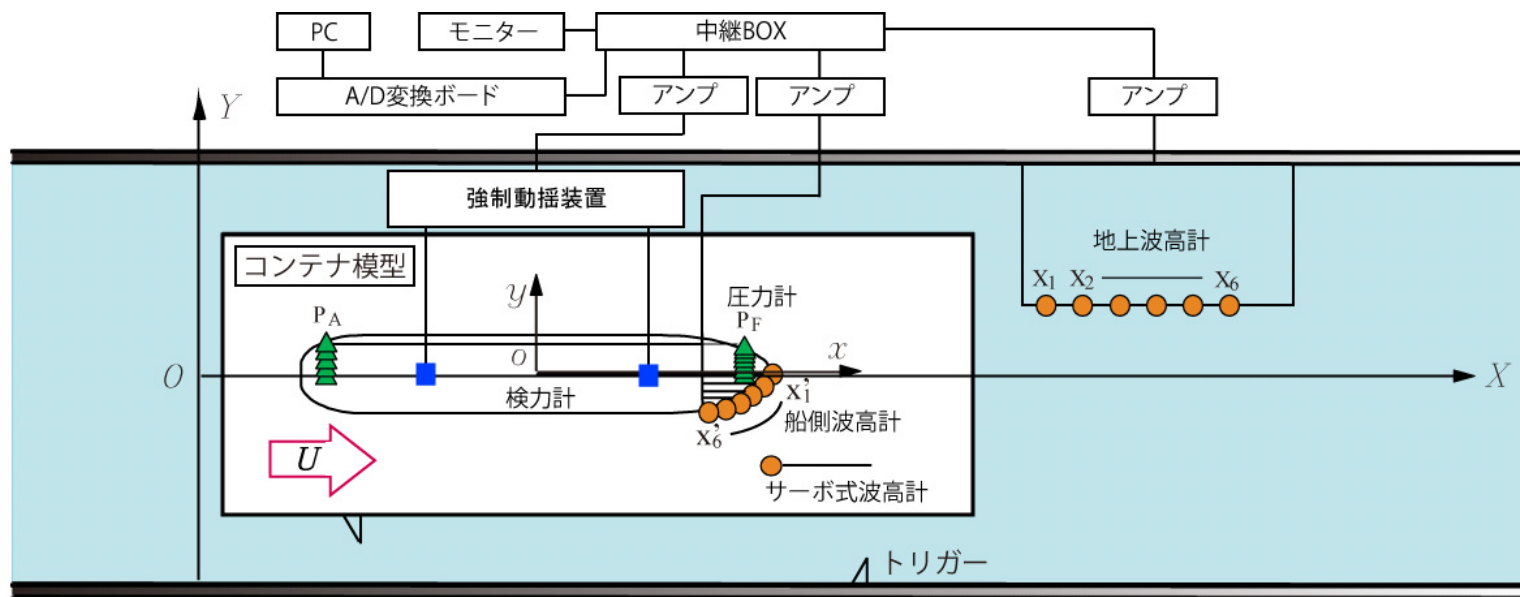 PC
モニター
中継BOX
A/D変換ボード
アンプ
アンプ
アンプ
Y
強制動揺装置
コンテナ模型
地上波高計
X1 X2 X6
y
圧力計
PA
PF
O
o
x
X
検力計
x'1
x'6
船側波高計
U
サーボ式波高計
トリガー